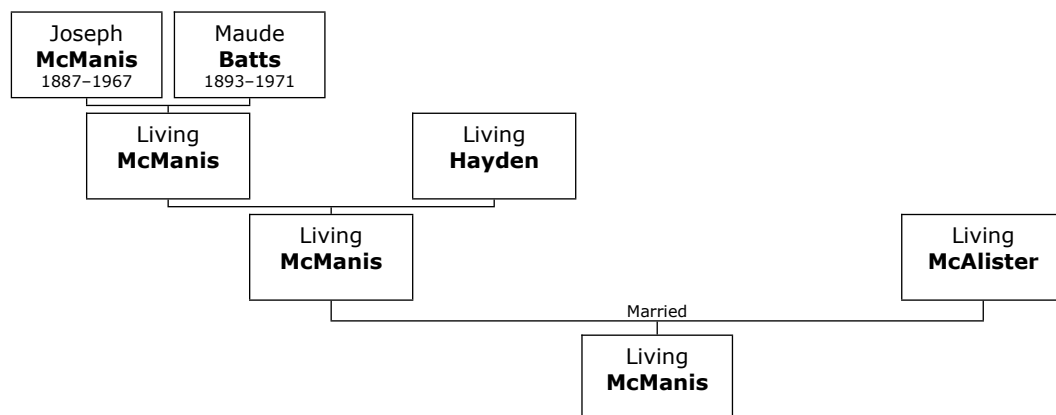 Joseph
McManis
1887–1967
Maude
Batts
1893–1971
Living
McManis
Living
Hayden
Living
McManis
Living
McAlister
Married
Living
McManis